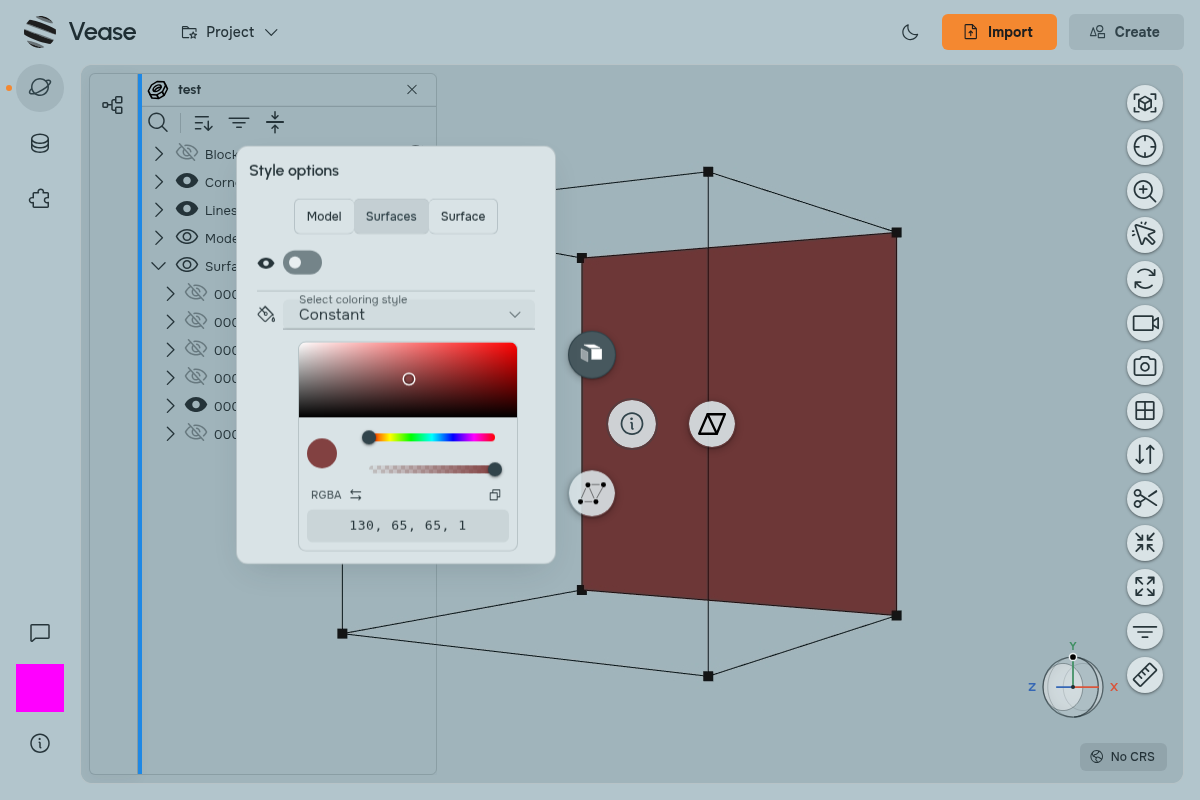 Vease
Project
Import
Create
test
Block
Corn
Lines
Mode
Surfa
000
000
000
000
000
000
Style options
Model
Surfaces
Surface
Select coloring style
Constant
RGBA
130, 65, 65, 1
Y
Z
X
No CRS